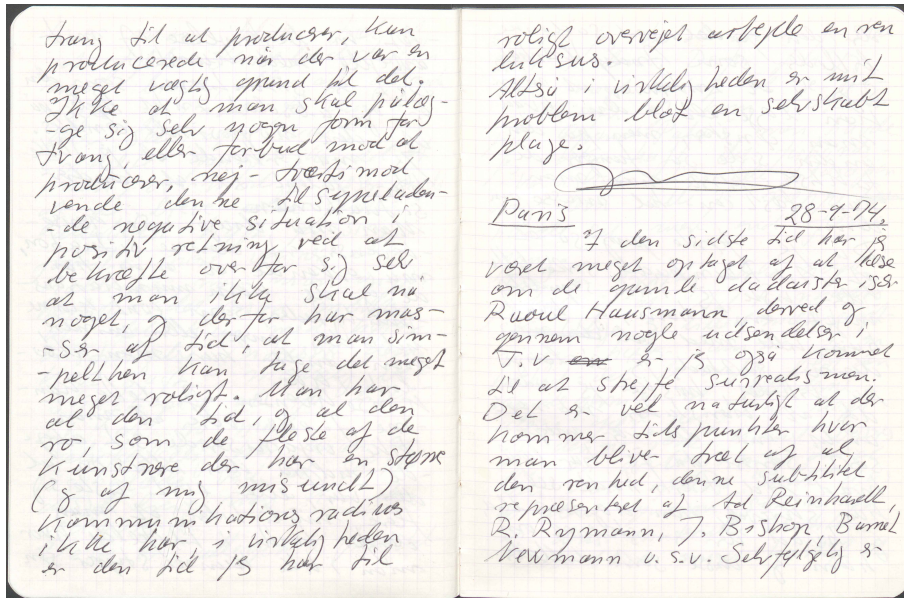 trang til at producere, kun
producerede når der var en
meget vægtig grund til det.
Ikke at man skal pålæg-
-ge sig selv nogen form for
tvang, eller forbud mod at
producere, nej - tværtimod
vende denne tilsyneladen-
-de negative situation i
positiv retning ved at
bekræfte over for sig selv
at man ikke skal nå
noget, og derfor har mas-
-ser af tid, at man sim-
-pelthen kan tage det meget
meget roligt. Man har
al den tid, og al den
ro, som de fleste af de
kunstnere der har en større
(og af mig misundt)
kommunikationsradius
ikke har, i virkeligheden
er den tid jeg har til
roligt overvejet arbejde en ren
luksus.
Altså i virkeligheden er mit
problem blot en selvskabt
plage.
Paris 28-9-74.
I den sidste tid har jeg
været meget optaget af at læse
om de gamle dadaister især
Raoul Hausmann, derved og
gennem nogle udsendelser i
T.V er jeg også kommet
til at strejfe surrealismen.
Det er vel naturligt at der
kommer tidspunkter hvor
man bliver træt af al
den renhed, denne subtilitet
repræsenteret af Ad Reinhardt,
R. Rymann, J. Bishop, Barnet
Newmann o.s.v. Selvfølgelig er